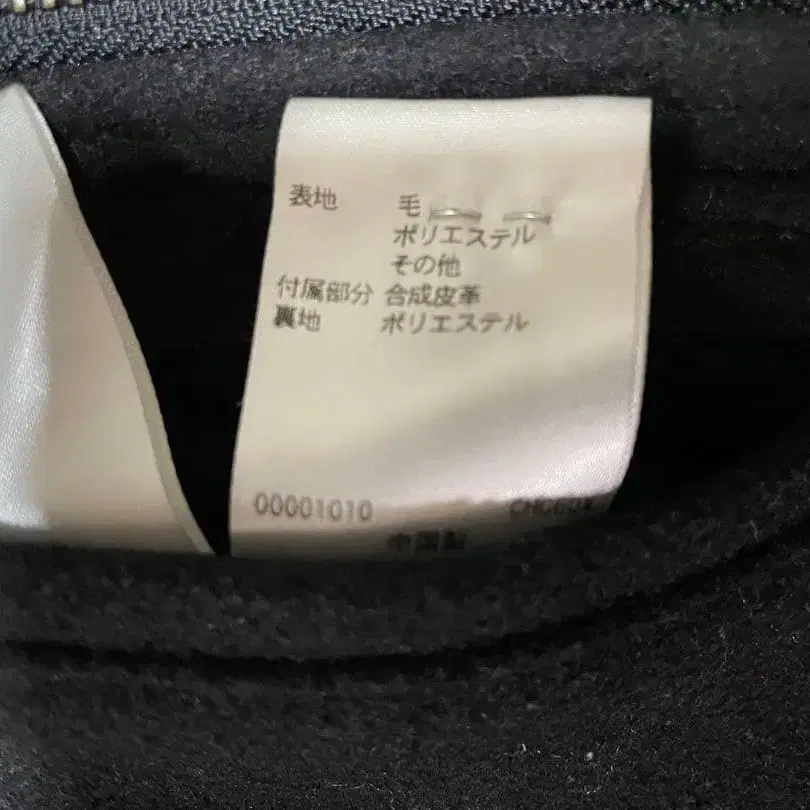 表地 毛
ポリエステル
その他
付属部分 合成皮革
裏地 ポリエステル
00001010
中国製